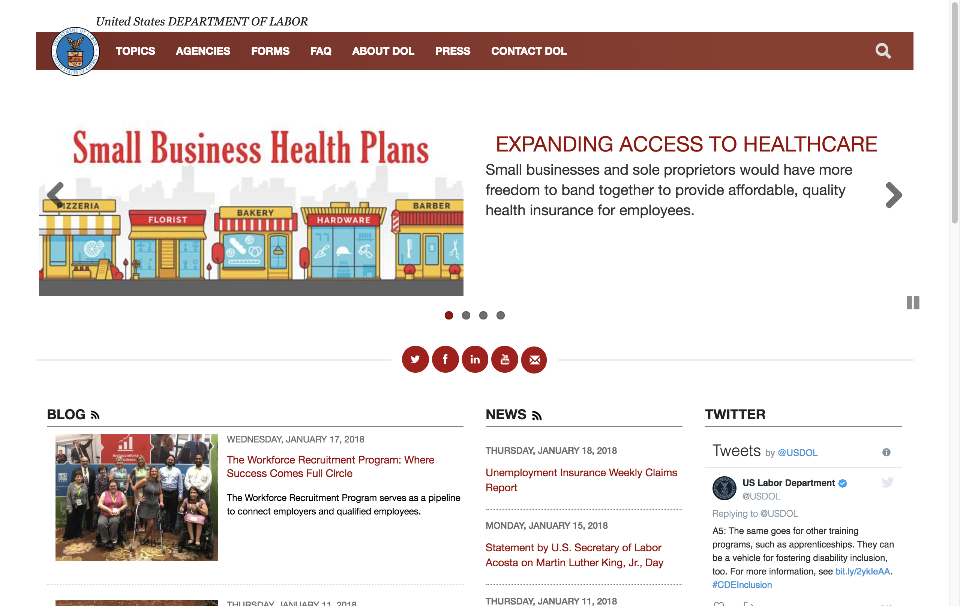 United States DEPARTMENT OF LABOR
TOPICS AGENCIES FORMS FAQ ABOUT DOL PRESS CONTACT DOL
Small Business Health Plans
PIZZERIA
FLORIST
BAKERY
HARDWARE
BARBER
EXPANDING ACCESS TO HEALTHCARE
Small businesses and sole proprietors would have more
freedom to band together to provide affordable, quality
health insurance for employees.
BLOG
WEDNESDAY, JANUARY 17, 2018
The Workforce Recruitment Program: Where
Success Comes Full Circle
The Workforce Recruitment Program serves as a pipeline
to connect employers and qualified employees.
THURSDAY, JANUARY 11, 2018
NEWS
THURSDAY, JANUARY 18, 2018
Unemployment Insurance Weekly Claims
Report
MONDAY, JANUARY 15, 2018
Statement by U.S. Secretary of Labor
Acosta on Martin Luther King, Jr., Day
THURSDAY, JANUARY 11, 2018
TWITTER
Tweets by @USDOL
US Labor Department
@USDOL
Replying to @USDOL
A5: The same goes for other training
programs, such as apprenticeships. They can
be a vehicle for fostering disability inclusion,
too. For more information, see bit.ly/2ykIeAA.
#CDEInclusion